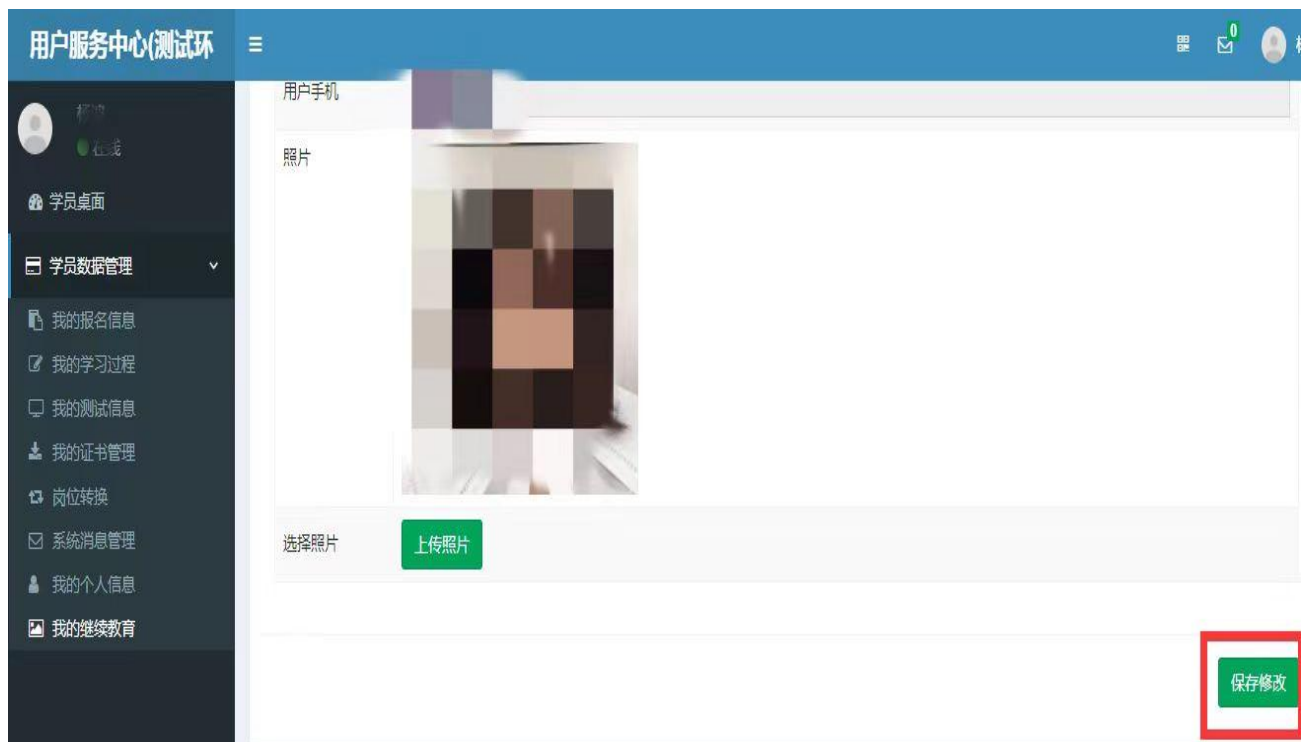 用户服务中心(测试环
0
用户手机
在线
照片
学员桌面
学员数据管理
我的报名信息
我的学习过程
我的测试信息
我的证书管理
岗位转换
系统消息管理
我的个人信息
我的继续教育
选择照片
上传照片
保存修改